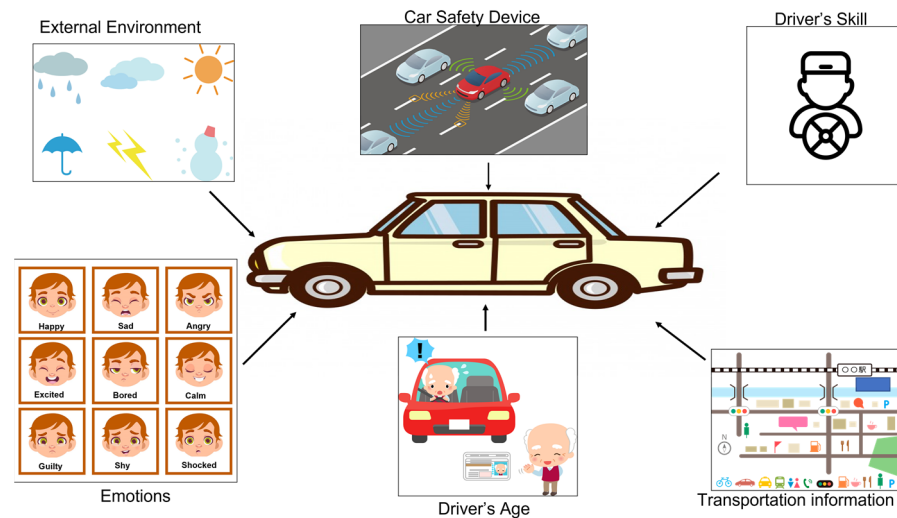 External Environment
Car Safety Device
Driver's Skill
Happy
Sad
Angry
Excited
Bored
Calm
Guilty
Shy
Shocked
Emotions
!
Driver's Age
○○駅
P
N
P
Transportation information